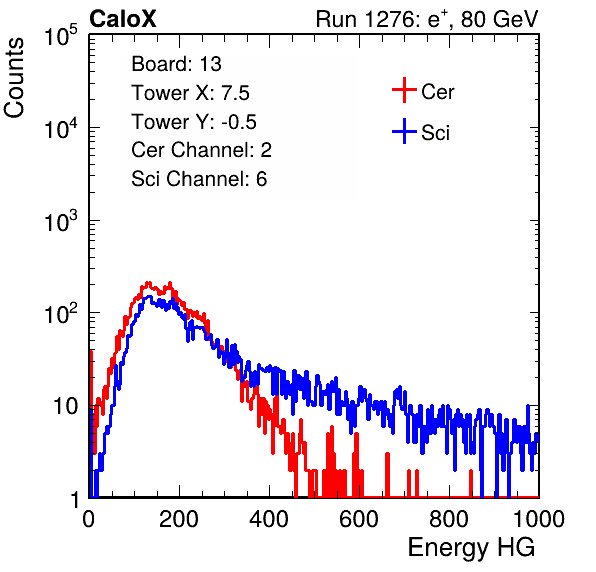 CaloX Run 1276: e⁺, 80 GeV
Counts
10⁵
10⁴
10³
10²
10
1
Board: 13
Tower X: 7.5
Tower Y: -0.5
Cer Channel: 2
Sci Channel: 6
Cer
Sci
0 200 400 600 800 1000
Energy HG